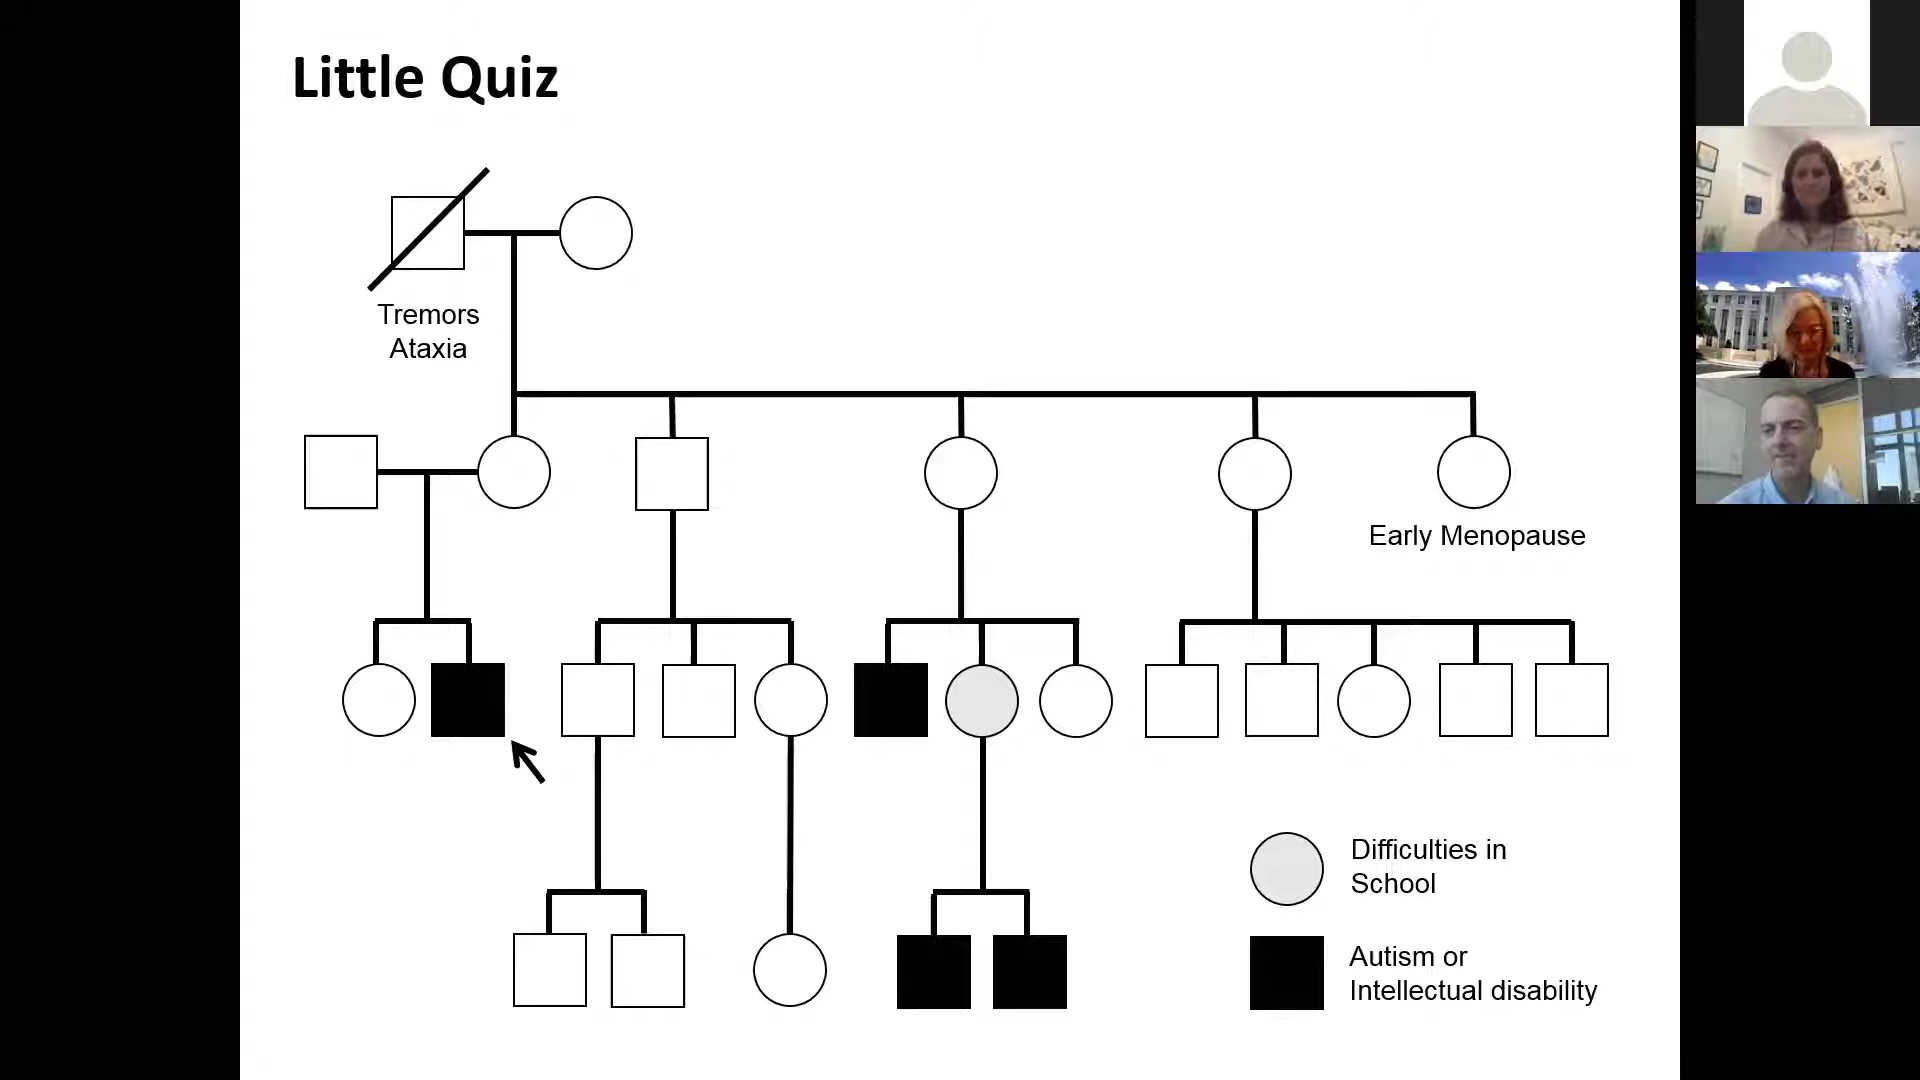 Little Quiz
Tremors
Ataxia
Early Menopause
Difficulties in
School
Autism or
Intellectual disability